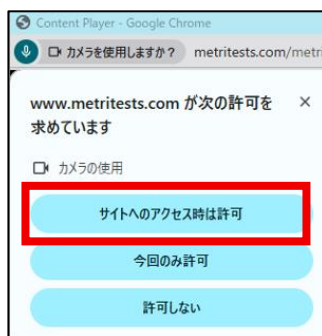 Content Player - Google Chrome
カメラを使用しますか？ metritests.com/metri
www.metritests.com が次の許可を
求めています
カメラの使用
サイトへのアクセス時は許可
今回のみ許可
許可しない